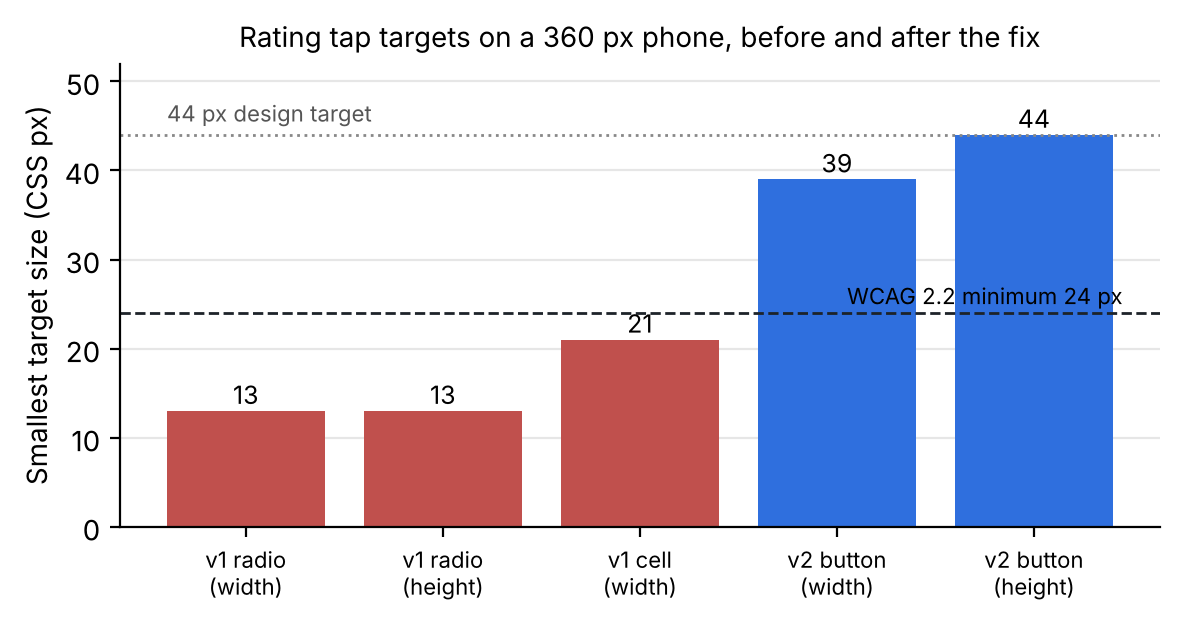 Rating tap targets on a 360 px phone, before and after the fix
Smallest target size (CSS px)
50
40
30
20
10
0
44 px design target
WCAG 2.2 minimum 24 px
13
13
21
39
44
v1 radio
(width)
v1 radio
(height)
v1 cell
(width)
v2 button
(width)
v2 button
(height)